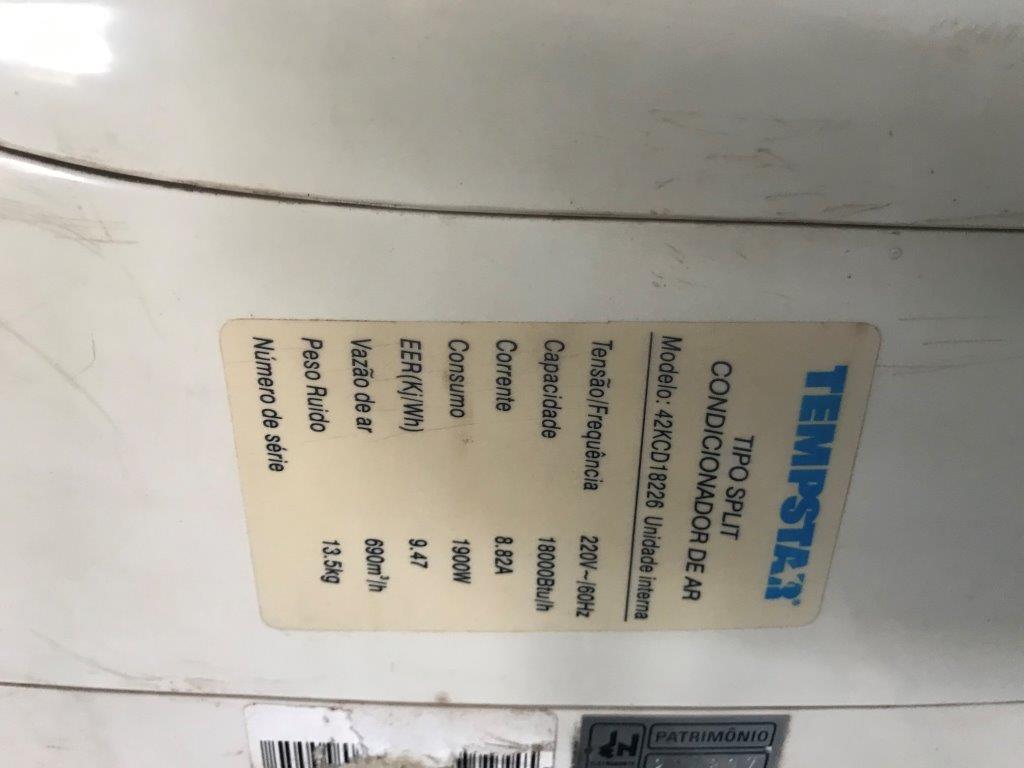 TEMPSTAR®
TIPO SPLIT
CONDICIONADOR DE AR
Modelo: 42KCD18226 Unidade interna
Tensão/Frequência 220V~/60Hz
Capacidade 18000Btu/h
Corrente 8.82A
Consumo 1900W
EER(Kj/Wh) 9.47
Vazão de ar 690m³/h
Peso Ruido 13.5kg
Número de série
PATRIMÔNIO